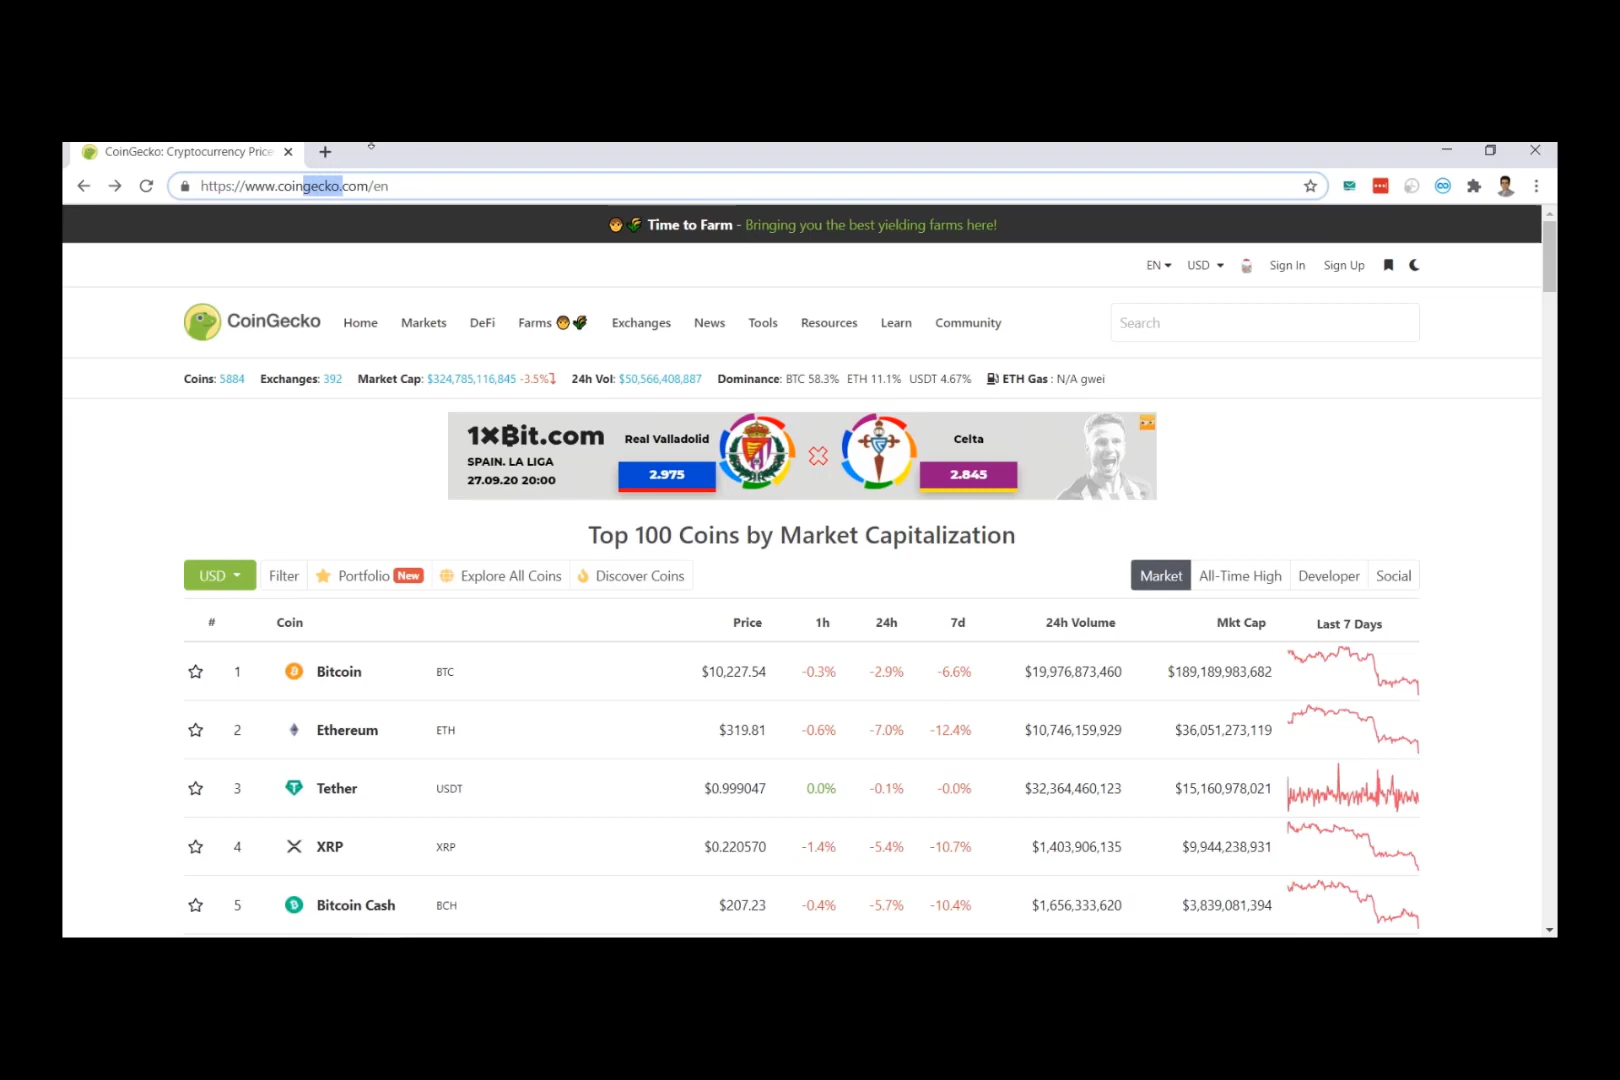 CoinGecko: Cryptocurrency Price
https://www.coingecko.com/en
Time to Farm - Bringing you the best yielding farms here!
EN USD Sign In Sign Up
CoinGecko Home Markets DeFi Farms Exchanges News Tools Resources Learn Community Search
Coins: 5884 Exchanges: 392 Market Cap: $324,785,116,845 -3.5% 24h Vol: $50,566,408,887 Dominance: BTC 58.3% ETH 11.1% USDT 4.67% ETH Gas : N/A gwei
1XBit.com Real Valladolid Celta
SPAIN. LA LIGA
27.09.20 20:00 2.975 2.845
Top 100 Coins by Market Capitalization
USD Filter Portfolio New Explore All Coins Discover Coins Market All-Time High Developer Social
# Coin Price 1h 24h 7d 24h Volume Mkt Cap Last 7 Days
1 Bitcoin BTC $10,227.54 -0.3% -2.9% -6.6% $19,976,873,460 $189,189,983,682
2 Ethereum ETH $319.81 -0.6% -7.0% -12.4% $10,746,159,929 $36,051,273,119
3 Tether USDT $0.999047 0.0% -0.1% -0.0% $32,364,460,123 $15,160,978,021
4 XRP XRP $0.220570 -1.4% -5.4% -10.7% $1,403,906,135 $9,944,238,931
5 Bitcoin Cash BCH $207.23 -0.4% -5.7% -10.4% $1,656,333,620 $3,839,081,394